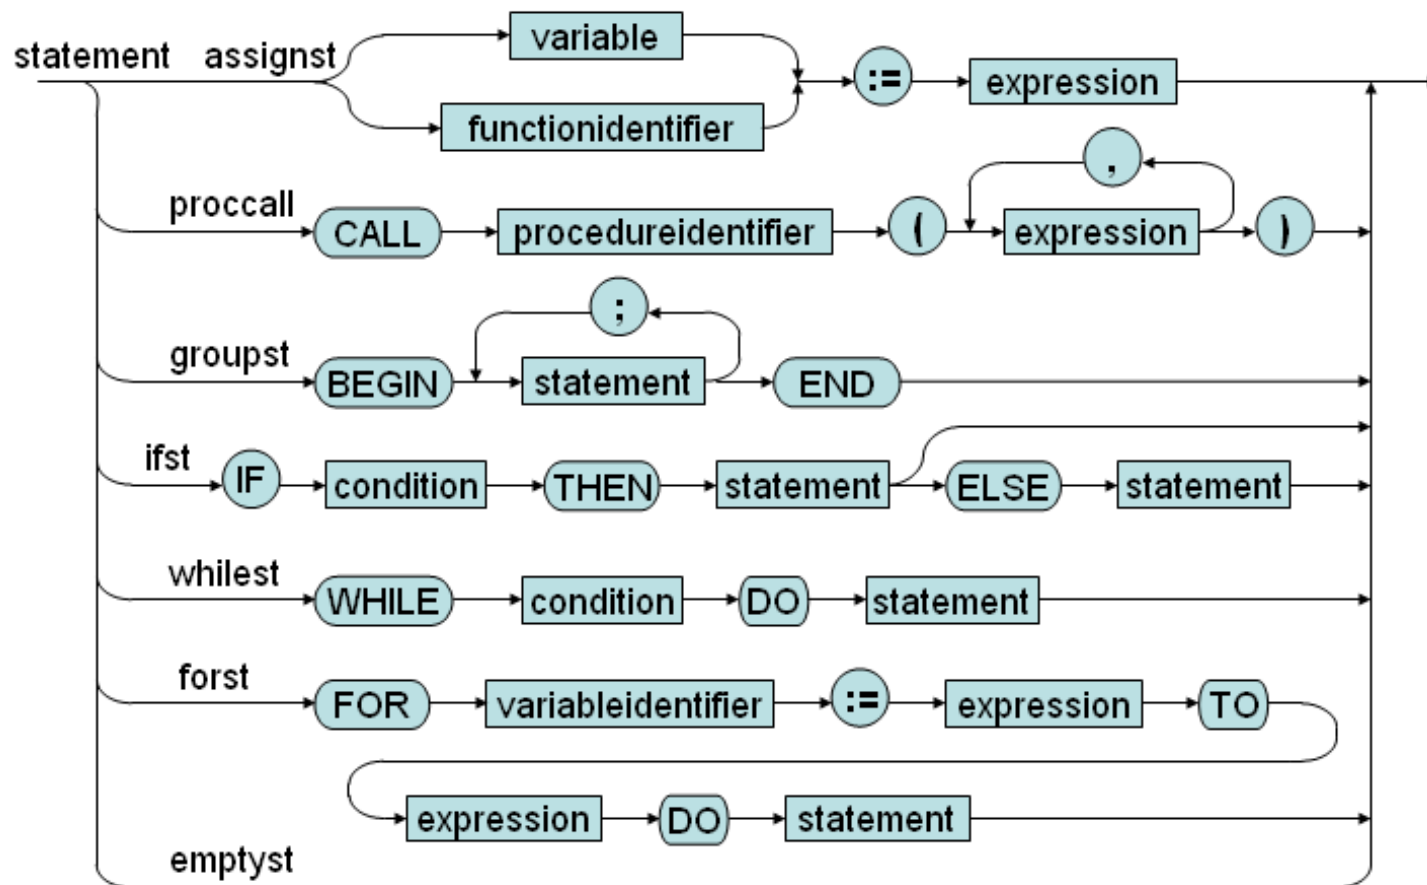 variable
statement assignst := expression
functionidentifier
,
proccall CALL procedureidentifier ( expression )
;
groupst BEGIN statement END
ifst IF condition THEN statement ELSE statement
whilest WHILE condition DO statement
forst FOR variableidentifier := expression TO
expression DO statement
emptyst